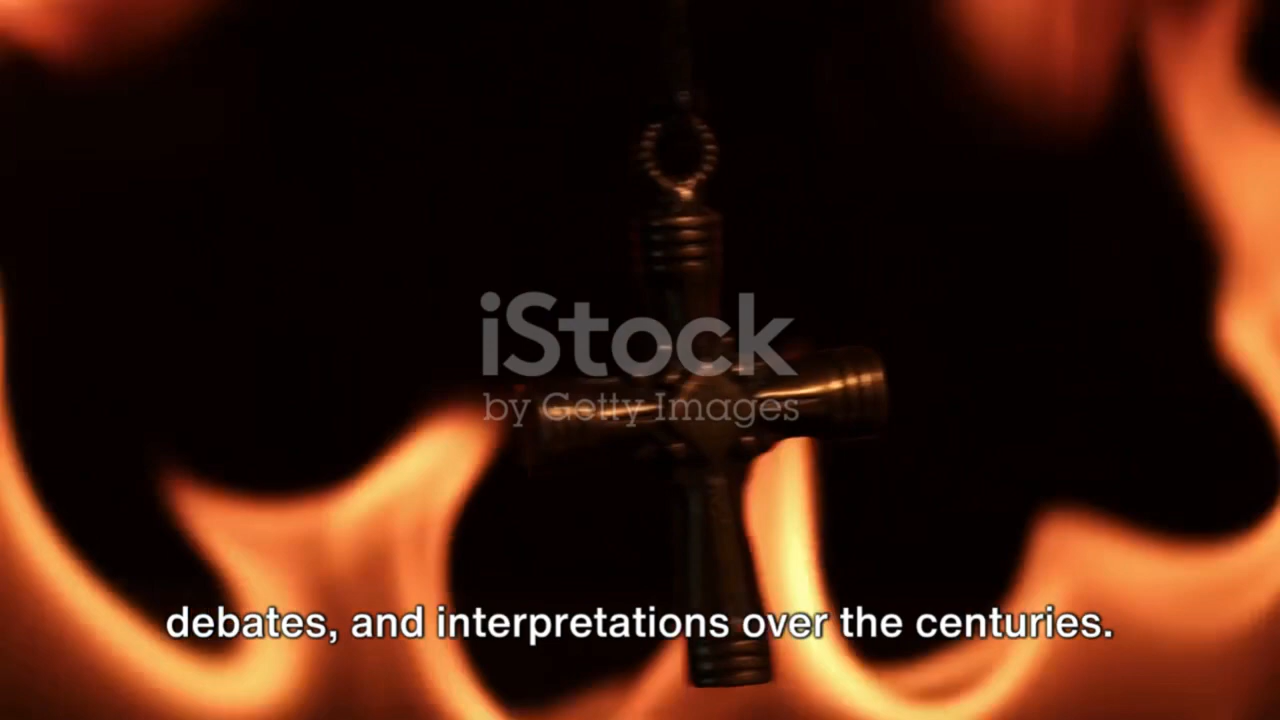 iStock
by Getty Images
debates, and interpretations over the centuries.